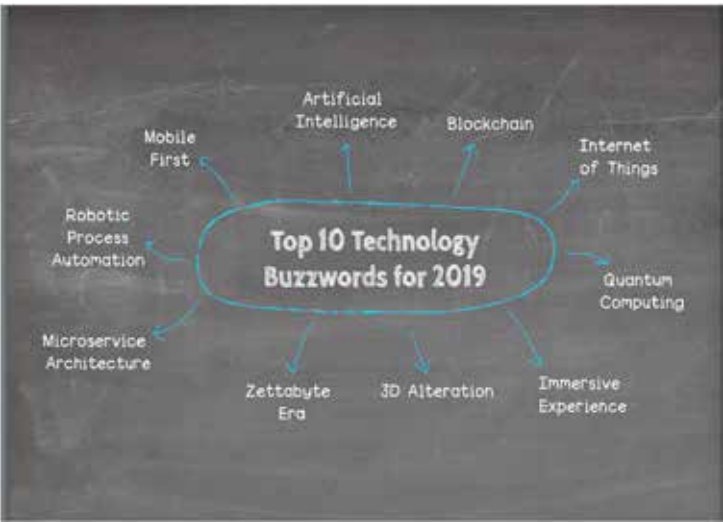 Top 10 Technology
Buzzwords for 2019
Artificial
Intelligence
Blockchain
Internet
of Things
Quantum
Computing
Immersive
Experience
3D Alteration
Zettabyte
Era
Microservice
Architecture
Robotic
Process
Automation
Mobile
First